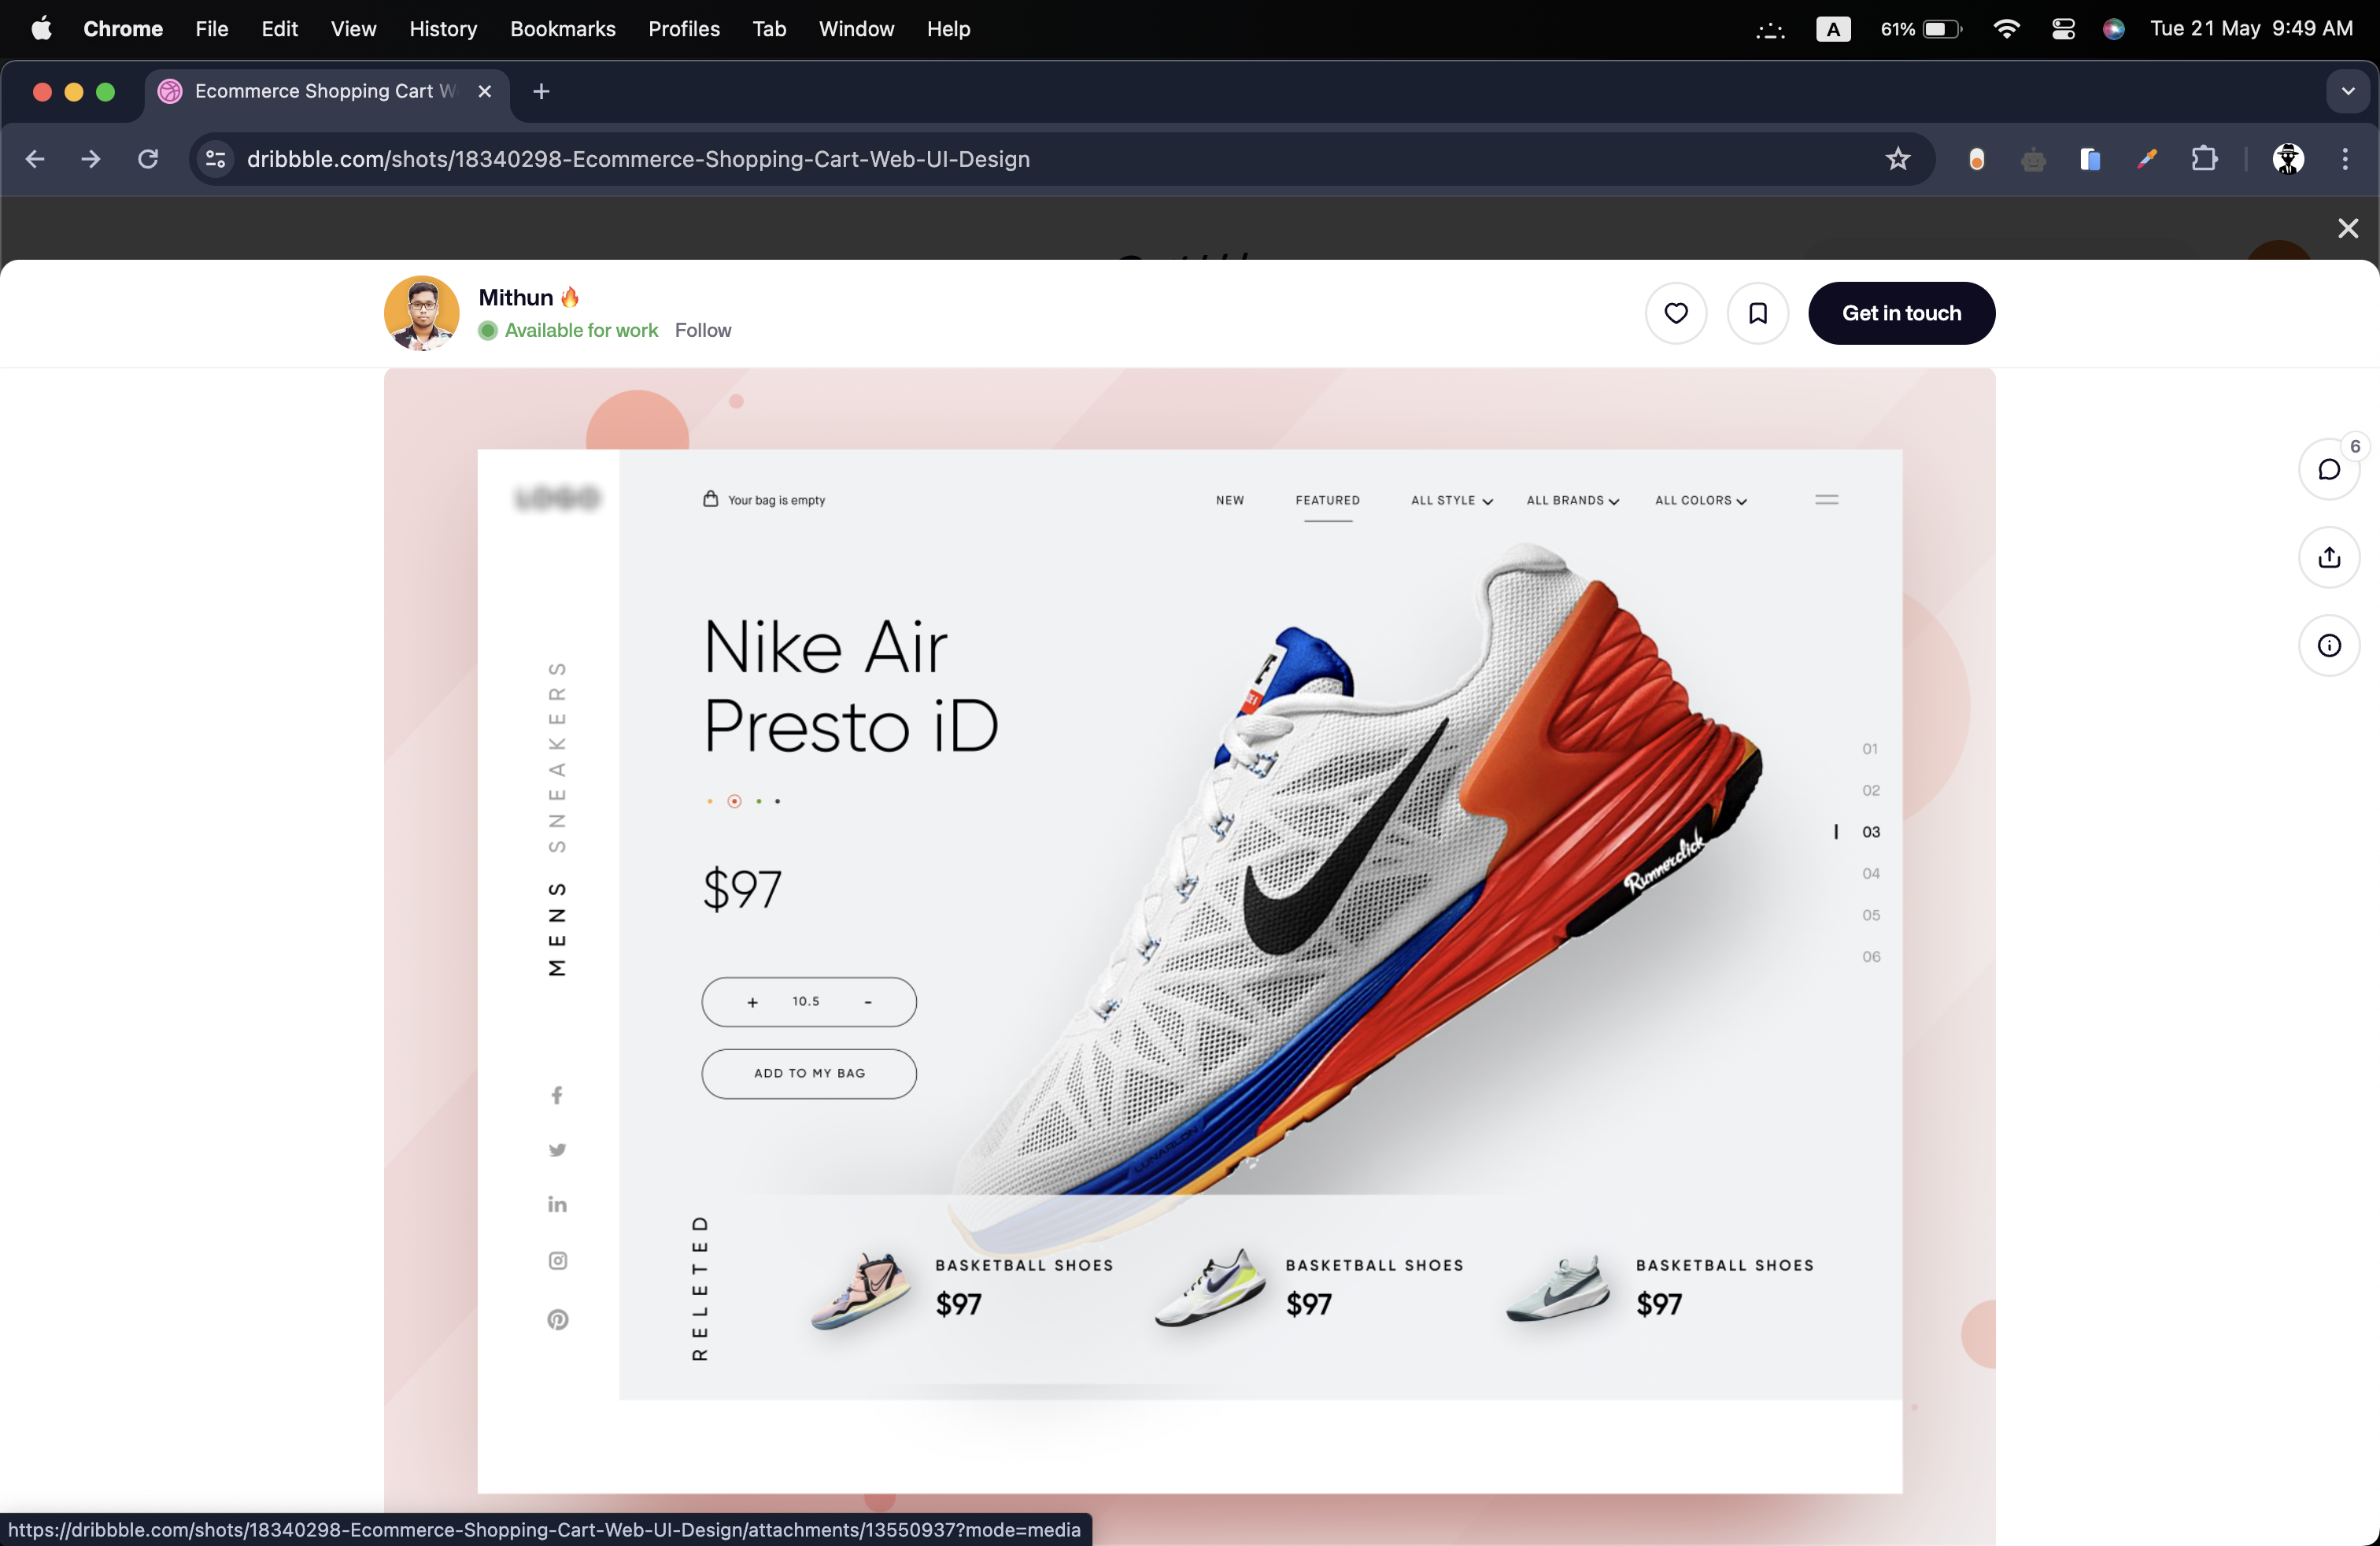 Chrome File Edit View History Bookmarks Profiles Tab Window Help
A 61% Tue 21 May 9:49 AM
Ecommerce Shopping Cart W
dribbble.com/shots/18340298-Ecommerce-Shopping-Cart-Web-UI-Design
Mithun
Available for work Follow
Get in touch
6
LOGO
Your bag is empty
NEW FEATURED ALL STYLE ALL BRANDS ALL COLORS
Nike Air
Presto iD
$97
+ 10.5 -
ADD TO MY BAG
MENS SNEAKERS
01
02
03
04
05
06
Runnerclick
LUNARLON
RELETED
BASKETBALL SHOES
$97
BASKETBALL SHOES
$97
BASKETBALL SHOES
$97
https://dribbble.com/shots/18340298-Ecommerce-Shopping-Cart-Web-UI-Design/attachments/13550937?mode=media